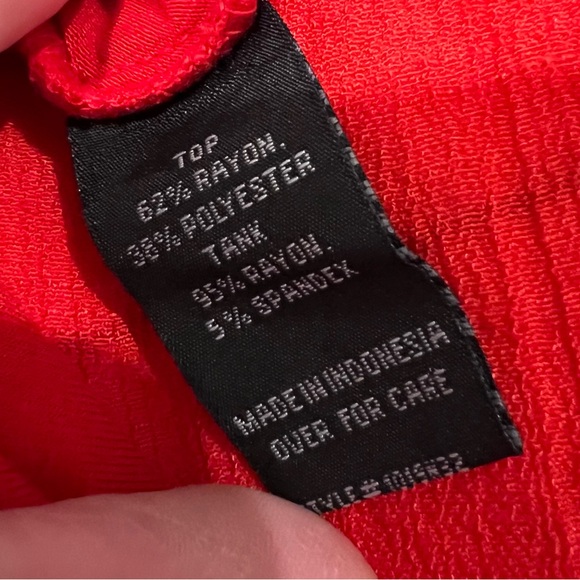 TOP
62% RAYON,
38% POLYESTER
TANK
95% RAYON,
5% SPANDEX
MADE IN INDONESIA
OVER FOR CARE